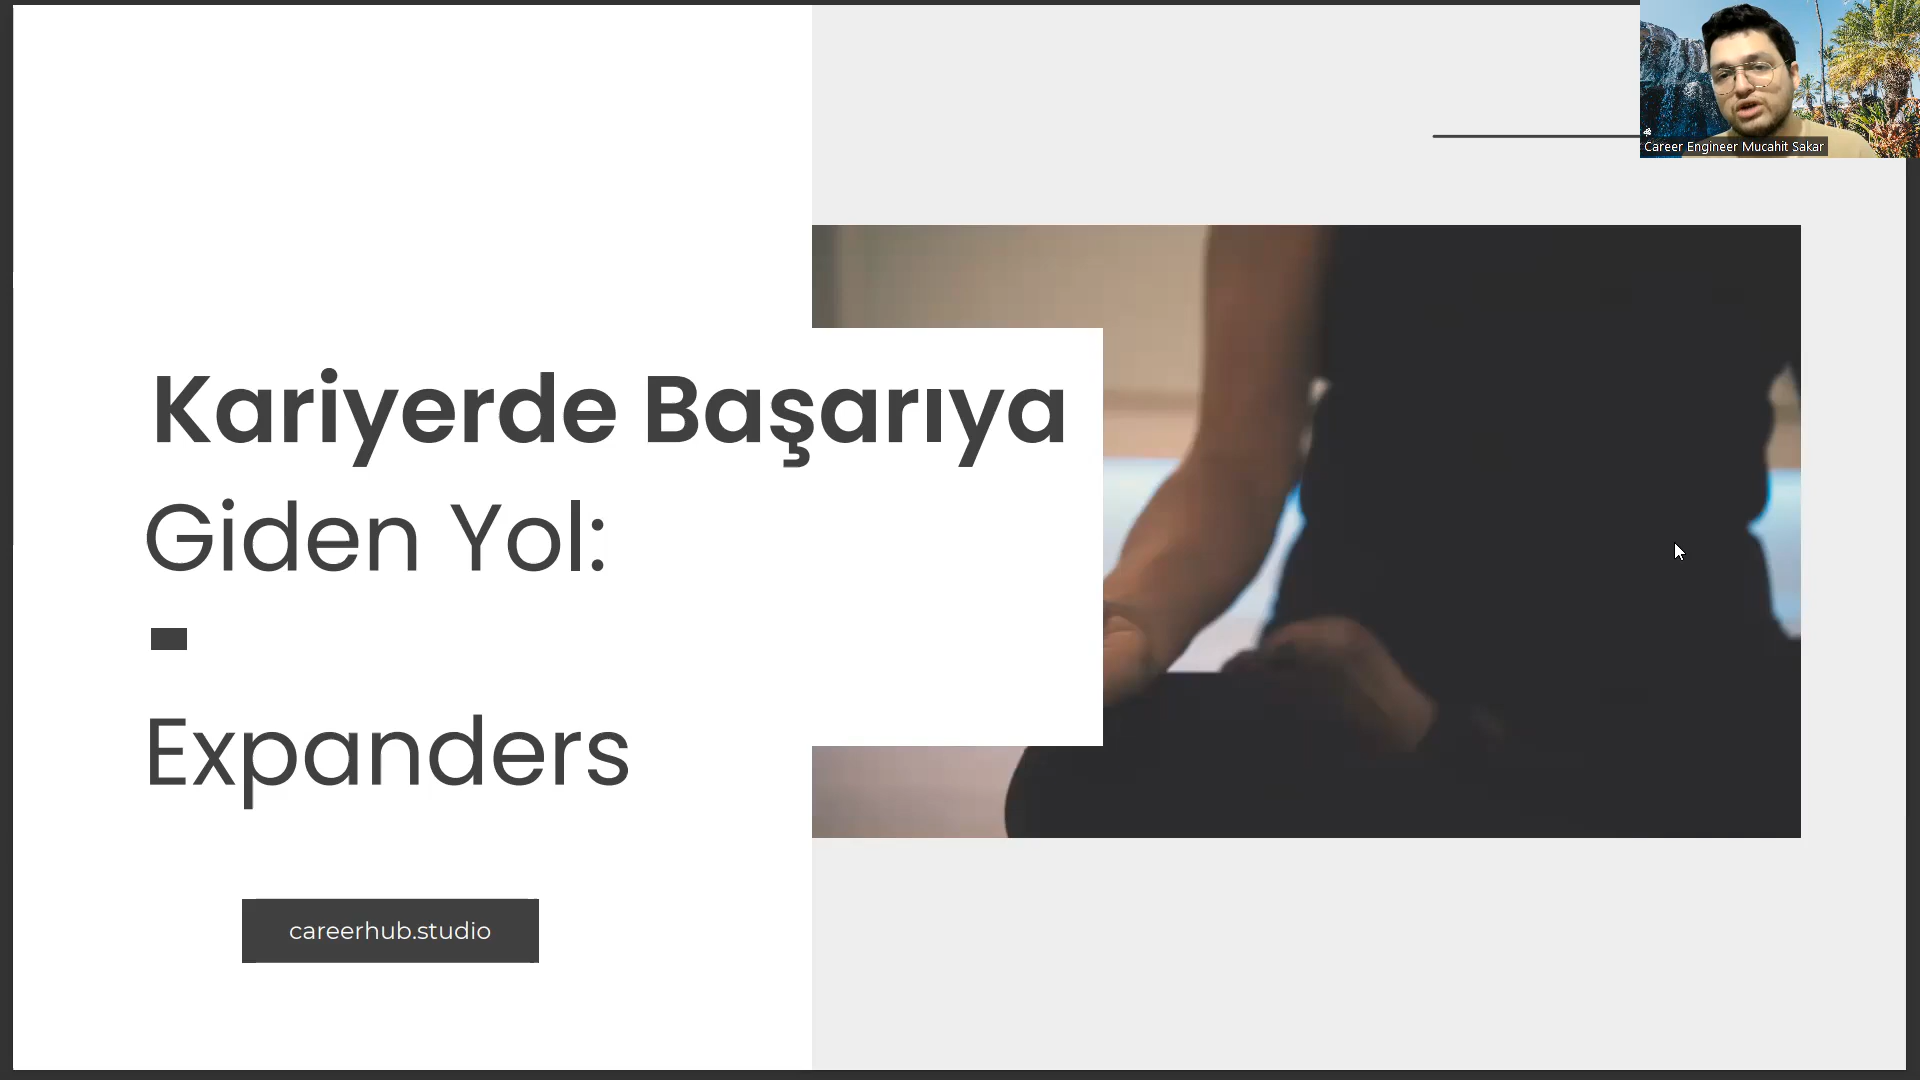 Career Engineer Mucahit Sakar
Kariyerde Başarıya
Giden Yol:
-
Expanders
careerhub.studio